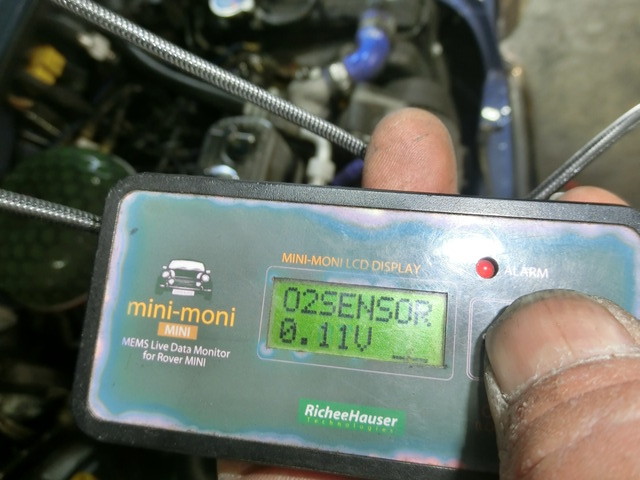 MINI-MONI LCD DISPLAY
ALARM
O2SENSOR
0.11V
mini-moni
MINI
MEMS Live Data Monitor
for Rover MINI
RicheeHauser
Technologies